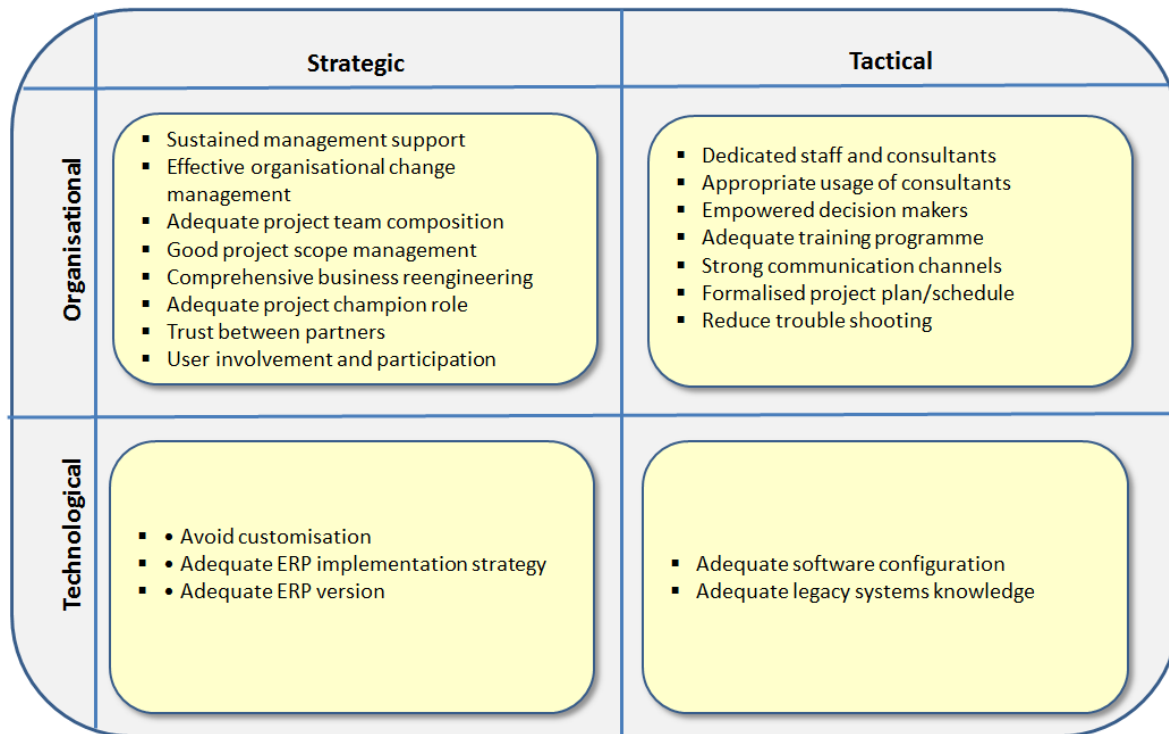 Strategic
Tactical
Organisational
▪ Sustained management support
▪ Effective organisational change
management
▪ Adequate project team composition
▪ Good project scope management
▪ Comprehensive business reengineering
▪ Adequate project champion role
▪ Trust between partners
▪ User involvement and participation
▪ Dedicated staff and consultants
▪ Appropriate usage of consultants
▪ Empowered decision makers
▪ Adequate training programme
▪ Strong communication channels
▪ Formalised project plan/schedule
▪ Reduce trouble shooting
Technological
▪ • Avoid customisation
▪ • Adequate ERP implementation strategy
▪ • Adequate ERP version
▪ Adequate software configuration
▪ Adequate legacy systems knowledge